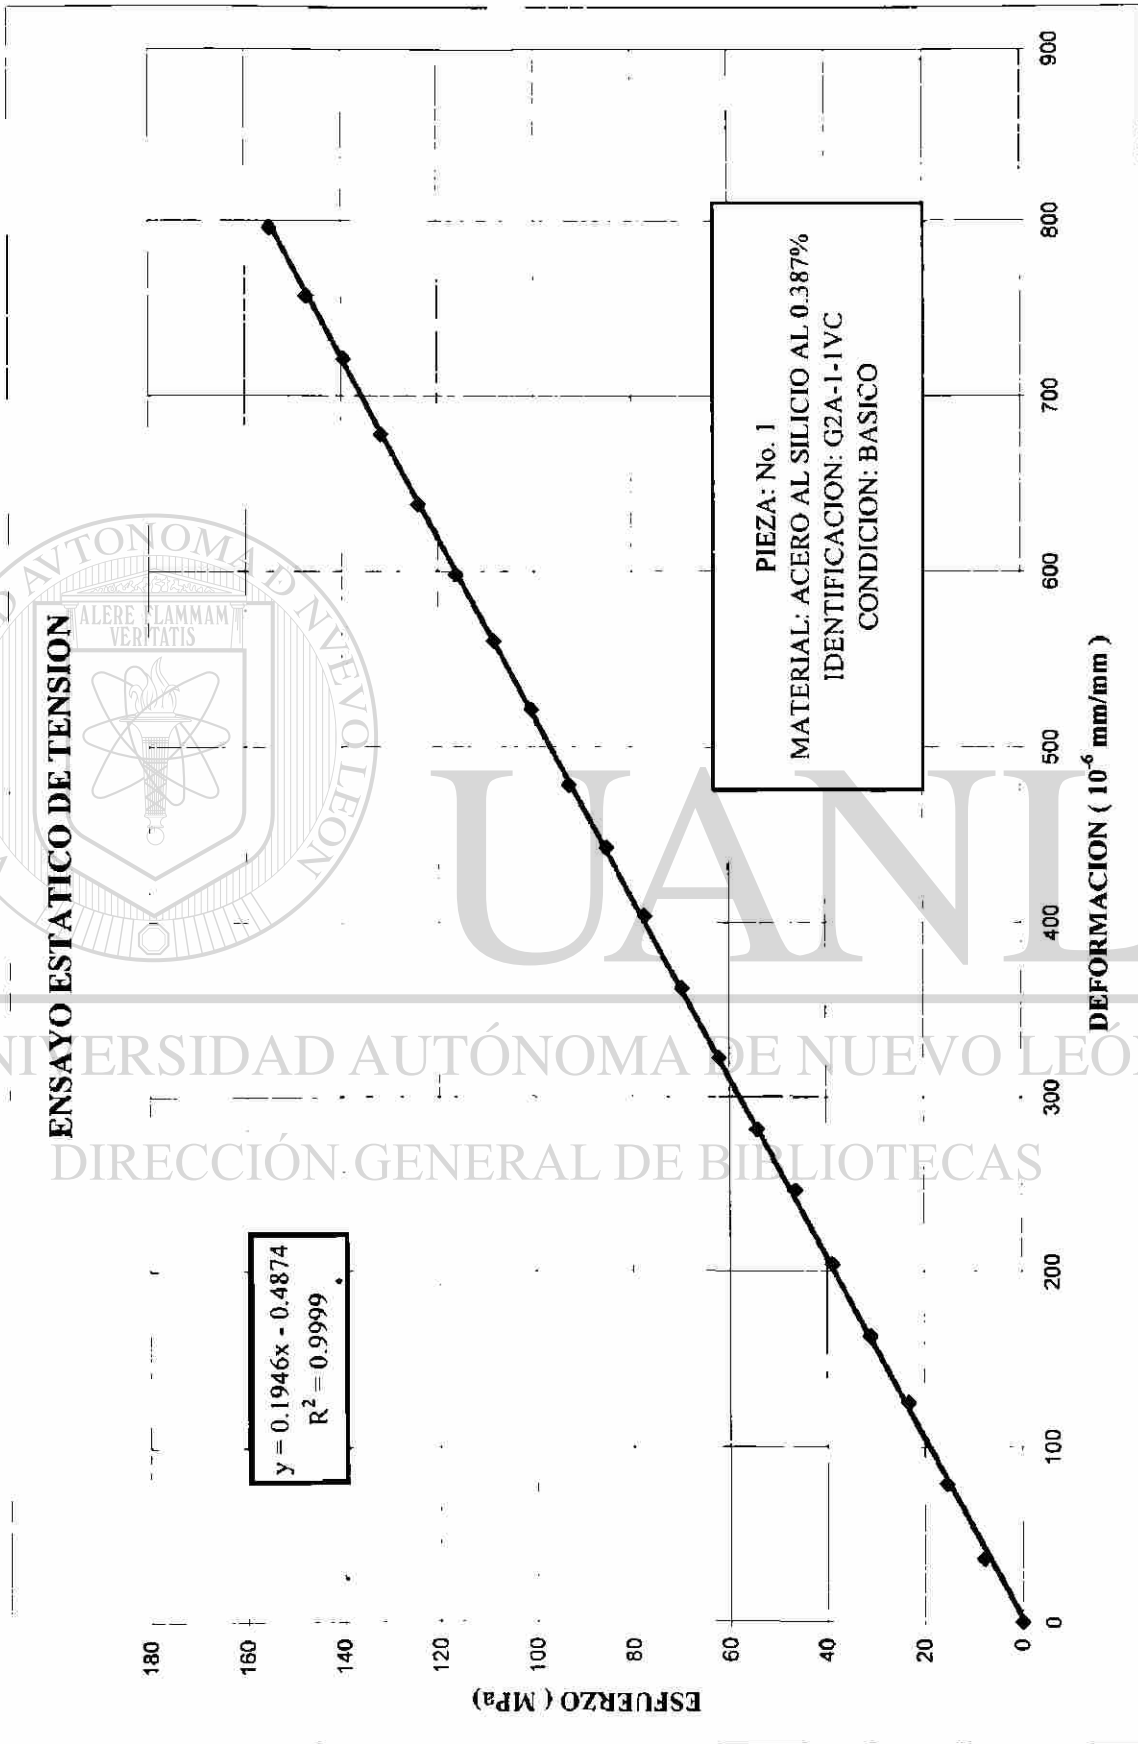 ENSAYO ESTATICO DE TENSION
y = 0.1946x - 0.4874
R² = 0.9999
ESFUERZO ( MPa)
180
160
140
120
100
80
60
40
20
0
0
100
200
300
400
500
600
700
800
900
DEFORMACION ( 10⁻⁶ mm/mm )
PIEZA: No. 1
MATERIAL: ACERO AL SILICIO AL 0.387%
IDENTIFICACION: G2A-1-1VC
CONDICION: BASICO
ALERE FLAMMAM
VERITATIS
UANL
NIVERSIDAD AUTÓNOMA DE NUEVO LEÓ
DIRECCIÓN GENERAL DE BIBLIOTECAS